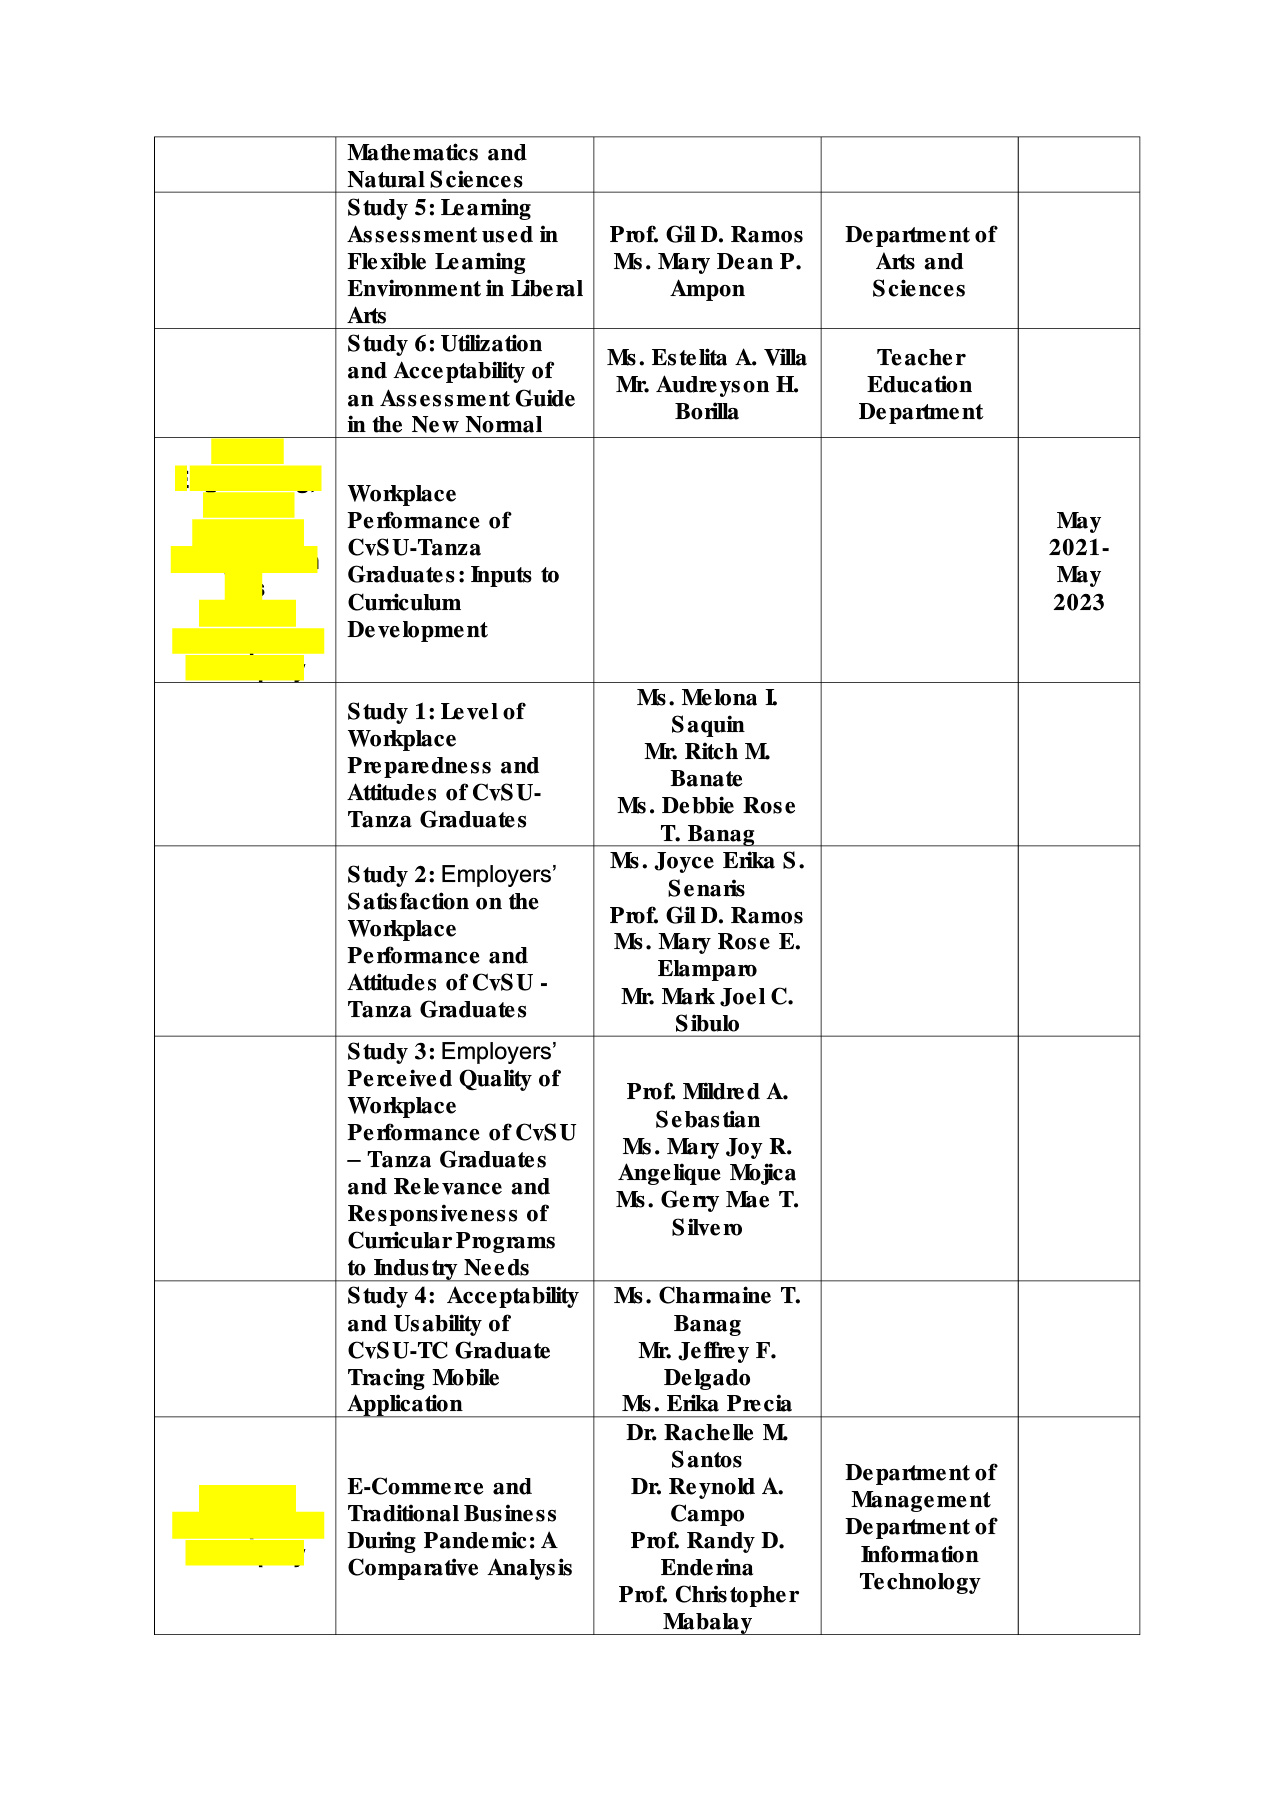 Mathematics and
Natural Sciences
Study 5: Learning
Assessment used in
Flexible Learning
Environment in Liberal
Arts
Prof. Gil D. Ramos
Ms. Mary Dean P.
Ampon
Department of
Arts and
Sciences
Study 6: Utilization
and Acceptability of
an Assessment Guide
in the New Normal
Ms. Estelita A. Villa
Mr. Audreyson H.
Borilla
Teacher
Education
Department
Workplace
Performance of
CvSU-Tanza
Graduates: Inputs to
Curriculum
Development
May
2021-
May
2023
Study 1: Level of
Workplace
Preparedness and
Attitudes of CvSU-
Tanza Graduates
Ms. Melona I.
Saquin
Mr. Ritch M.
Banate
Ms. Debbie Rose
T. Banag
Study 2: Employers’
Satisfaction on the
Workplace
Performance and
Attitudes of CvSU -
Tanza Graduates
Ms. Joyce Erika S.
Senaris
Prof. Gil D. Ramos
Ms. Mary Rose E.
Elamparo
Mr. Mark Joel C.
Sibulo
Study 3: Employers’
Perceived Quality of
Workplace
Performance of CvSU
– Tanza Graduates
and Relevance and
Responsiveness of
Curricular Programs
to Industry Needs
Prof. Mildred A.
Sebastian
Ms. Mary Joy R.
Angelique Mojica
Ms. Gerry Mae T.
Silvero
Study 4: Acceptability
and Usability of
CvSU-TC Graduate
Tracing Mobile
Application
Ms. Charmaine T.
Banag
Mr. Jeffrey F.
Delgado
Ms. Erika Precia
E-Commerce and
Traditional Business
During Pandemic: A
Comparative Analysis
Dr. Rachelle M.
Santos
Dr. Reynold A.
Campo
Prof. Randy D.
Enderina
Prof. Christopher
Mabalay
Department of
Management
Department of
Information
Technology